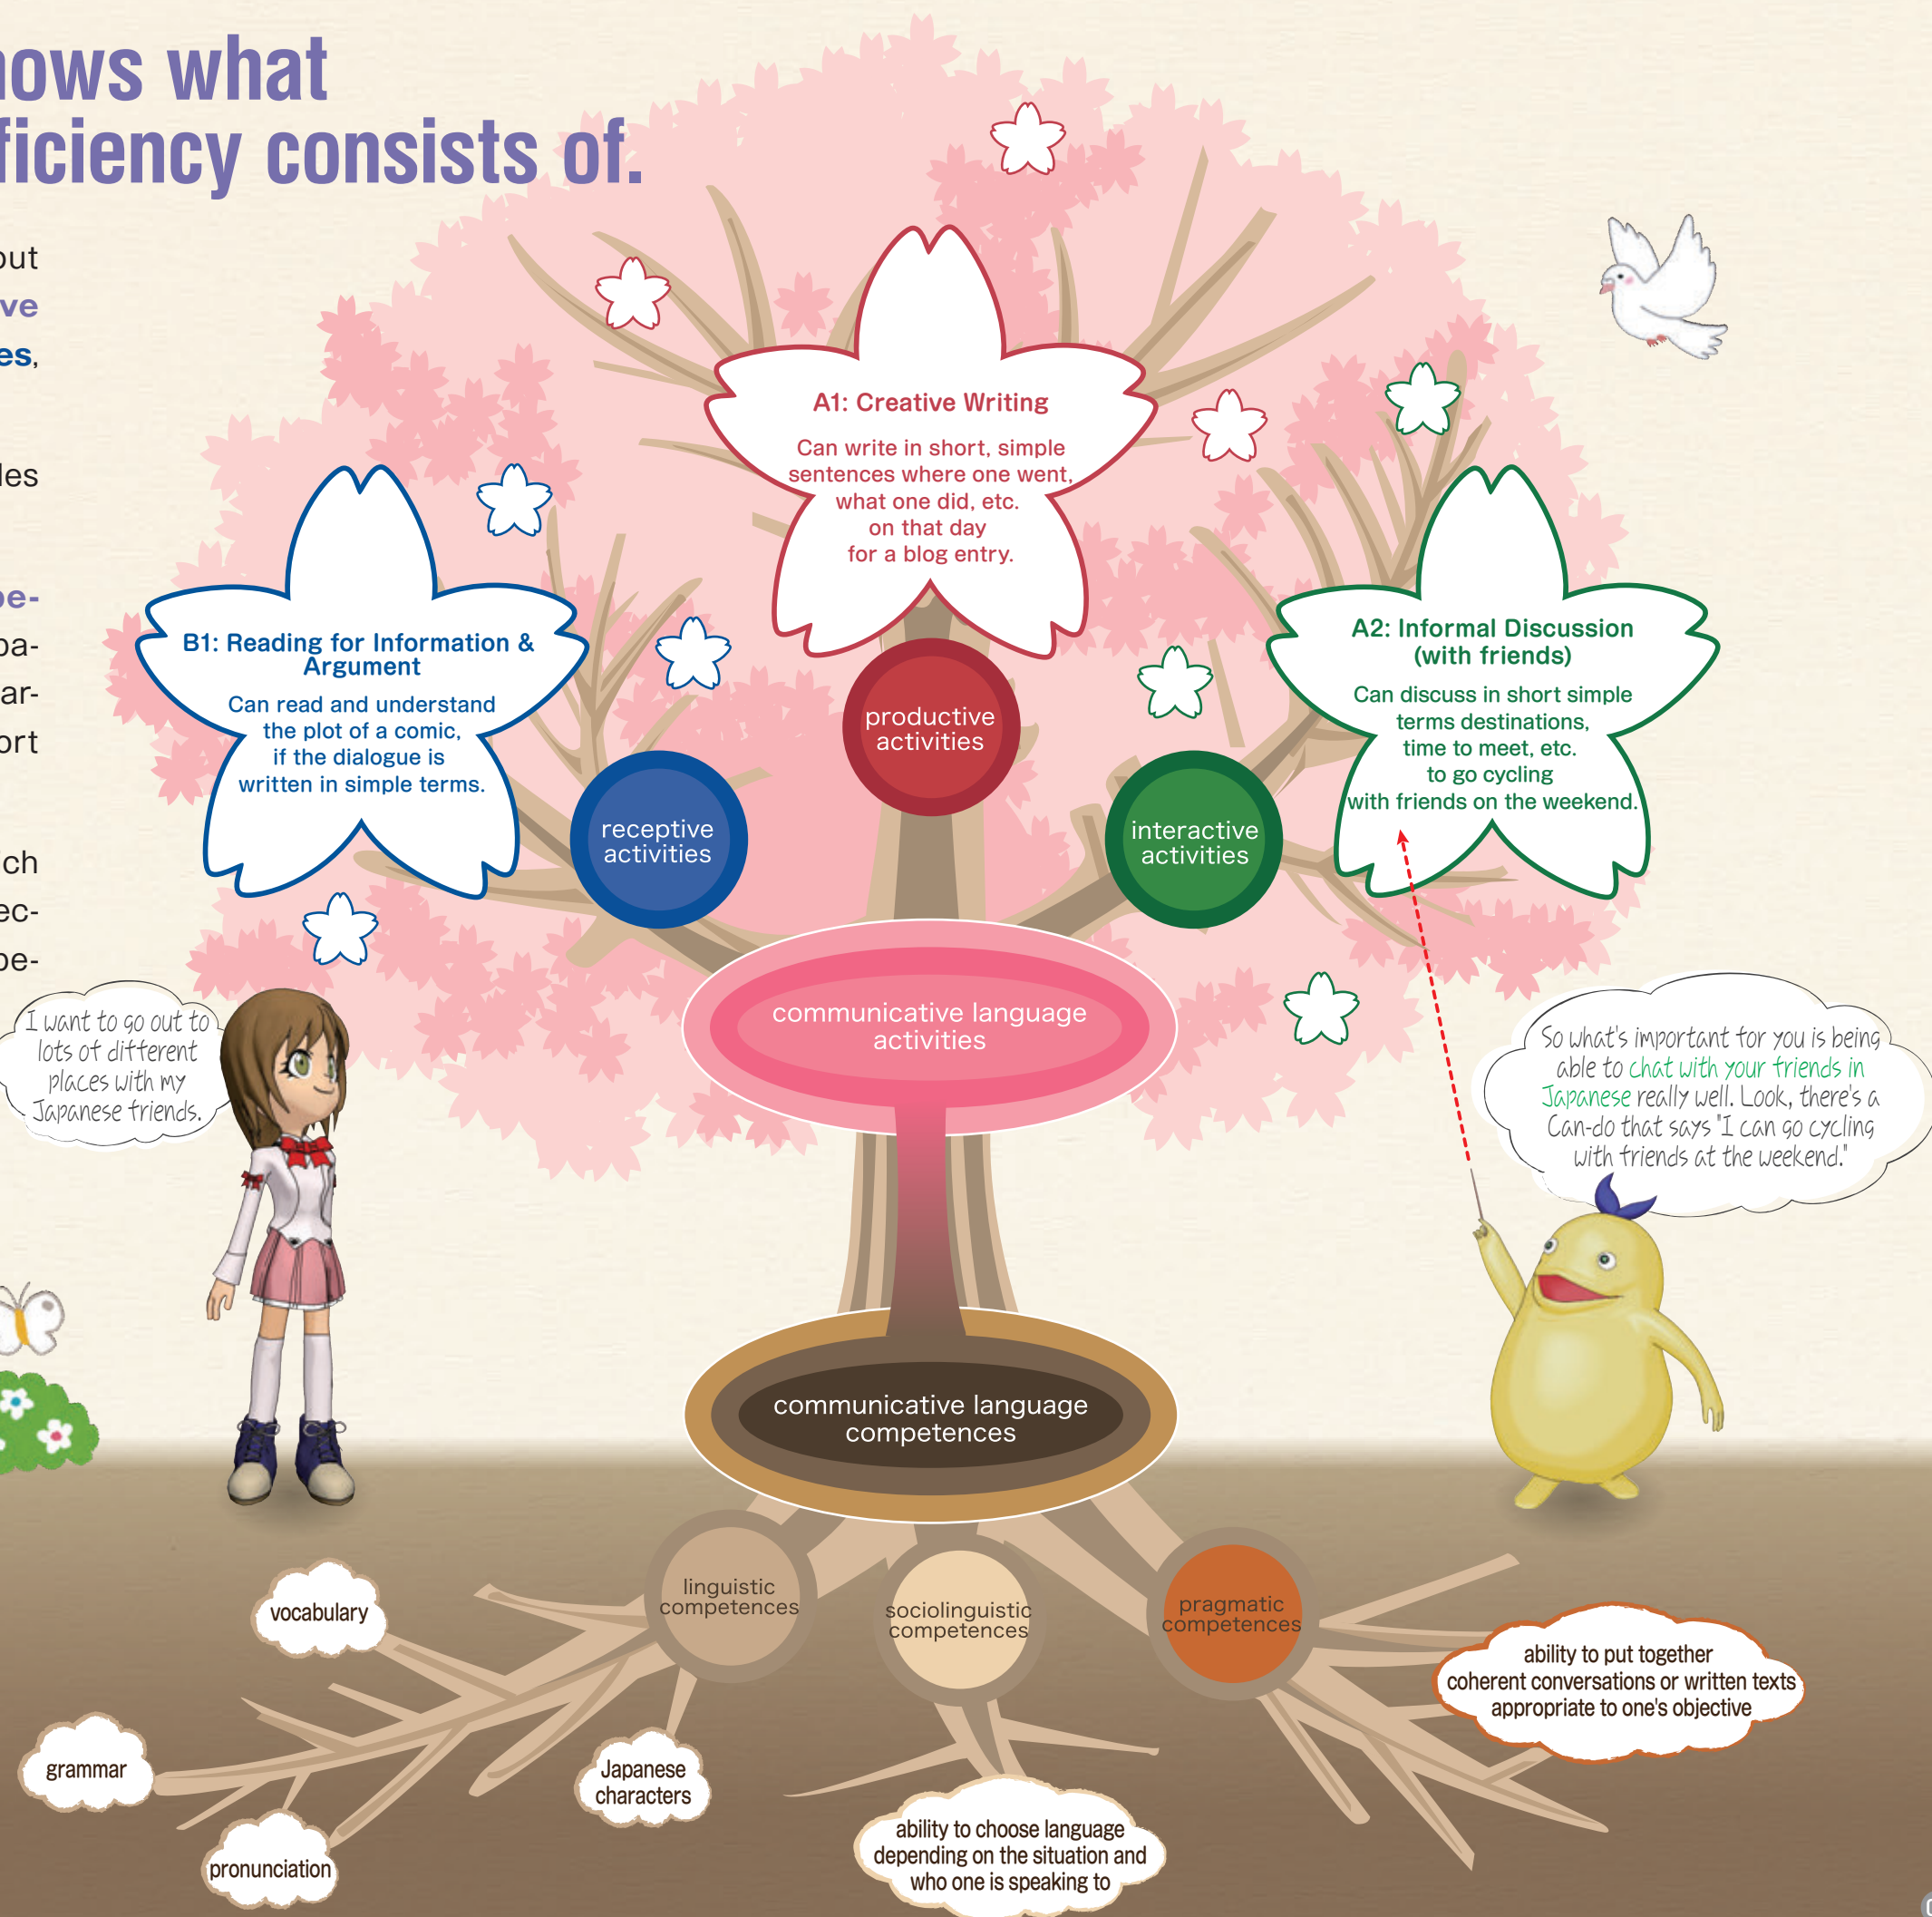 nows what
ficiency consists of.
out
ve
es,
les
pe-
pa-
ar-
ort
ich
ec-
pe-
A1: Creative Writing
Can write in short, simple
sentences where one went,
what one did, etc.
on that day
for a blog entry.
B1: Reading for Information &
Argument
Can read and understand
the plot of a comic,
if the dialogue is
written in simple terms.
A2: Informal Discussion
(with friends)
Can discuss in short simple
terms destinations,
time to meet, etc.
to go cycling
with friends on the weekend.
productive
activities
receptive
activities
interactive
activities
communicative language
activities
I want to go out to
lots of different
places with my
Japanese friends.
So what's important for you is being
able to chat with your friends in
Japanese really well. Look, there's a
Can-do that says "I can go cycling
with friends at the weekend."
communicative language
competences
linguistic
competences
sociolinguistic
competences
pragmatic
competences
vocabulary
grammar
pronunciation
Japanese
characters
ability to choose language
depending on the situation and
who one is speaking to
ability to put together
coherent conversations or written texts
appropriate to one's objective